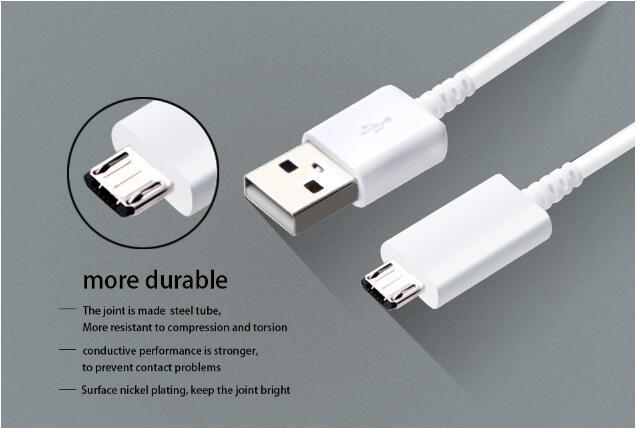 more durable
The joint is made steel tube,
More resistant to compression and torsion
conductive performance is stronger,
to prevent contact problems
Surface nickel plating, keep the joint bright